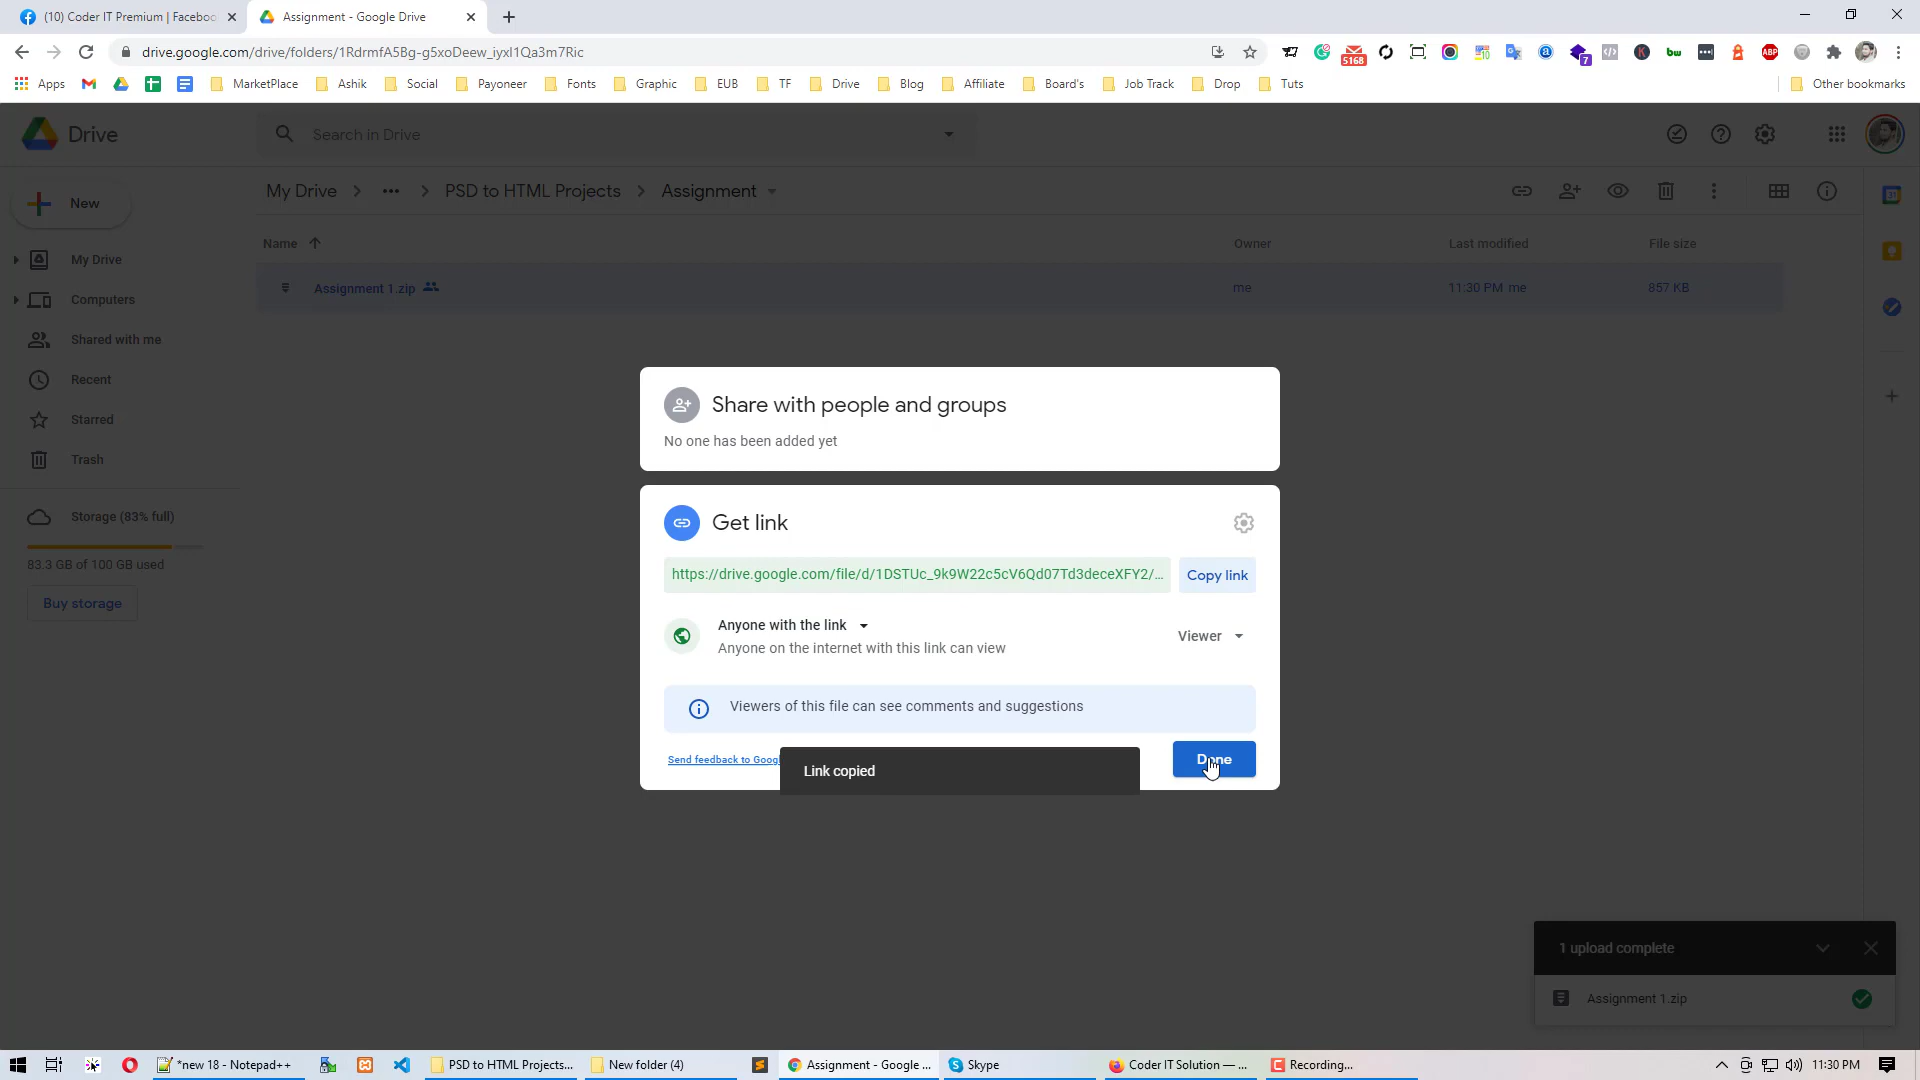 (10) Coder IT Premium | Faceboo
Assignment - Google Drive
drive.google.com/drive/folders/1RdrmfA5Bg-g5xoDeew_iyxI1Qa3m7Ric
5168
10
7
bw
ABP
Apps
MarketPlace
Ashik
Social
Payoneer
Fonts
Graphic
EUB
TF
Drive
Blog
Affiliate
Board's
Job Track
Drop
Tuts
Other bookmarks
Drive
Search in Drive
New
My Drive
PSD to HTML Projects
Assignment
31
Name
Owner
Last modified
File size
My Drive
Assignment 1.zip
me
11:30 PM me
857 KB
Computers
Shared with me
Recent
Starred
Trash
Storage (83% full)
83.3 GB of 100 GB used
Buy storage
Share with people and groups
No one has been added yet
Get link
https://drive.google.com/file/d/1DSTUc_9k9W22c5cV6Qd07Td3deceXFY2/...
Copy link
Anyone with the link
Anyone on the internet with this link can view
Viewer
Viewers of this file can see comments and suggestions
Send feedback to Googl
Link copied
Done
1 upload complete
Assignment 1.zip
*new 18 - Notepad++
PSD to HTML Projects...
New folder (4)
Assignment - Google ...
Skype
Coder IT Solution — ...
Recording...
11:30 PM